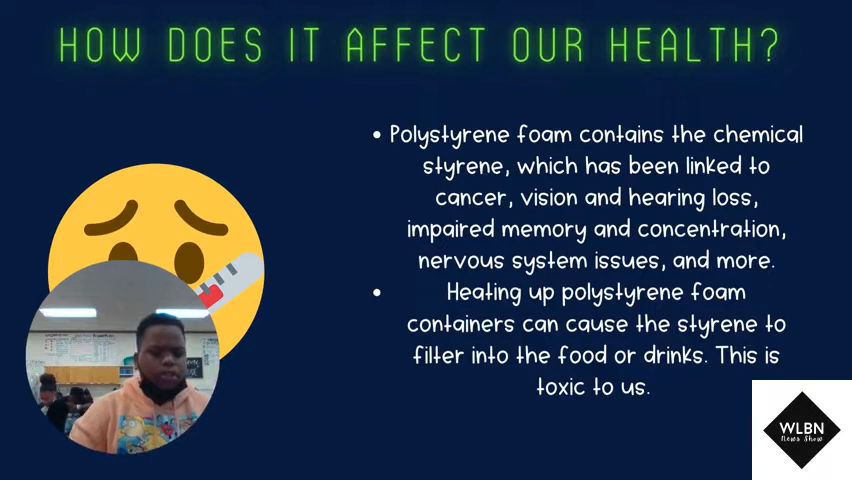 HOW DOES IT AFFECT OUR HEALTH?
• Polystyrene foam contains the chemical
styrene, which has been linked to
cancer, vision and hearing loss,
impaired memory and concentration,
nervous system issues, and more.
• Heating up polystyrene foam
containers can cause the styrene to
filter into the food or drinks. This is
toxic to us.
WLBN
News Show